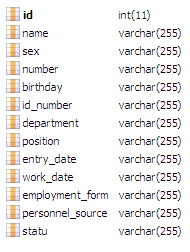 id int(11)
name varchar(255)
sex varchar(255)
number varchar(255)
birthday varchar(255)
id_number varchar(255)
department varchar(255)
position varchar(255)
entry_date varchar(255)
work_date varchar(255)
employment_form varchar(255)
personnel_source varchar(255)
statu varchar(255)